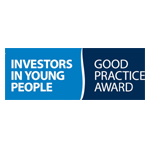 INVESTORS
IN YOUNG
PEOPLE
GOOD
PRACTICE
AWARD